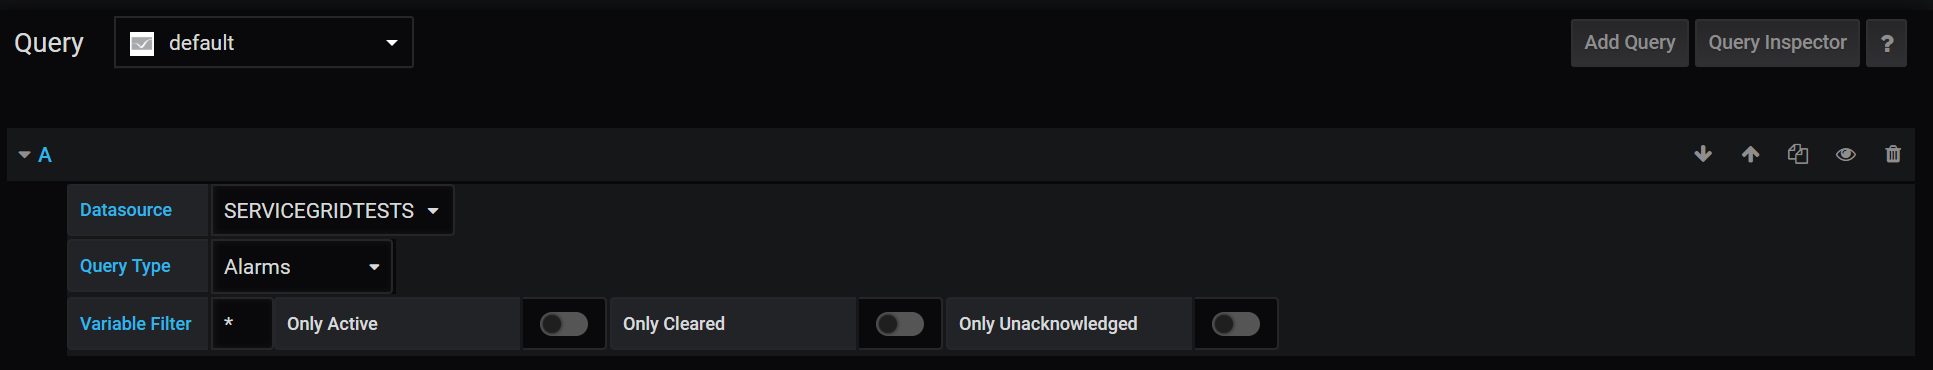 Query default Add Query Query Inspector ?
A
Datasource SERVICEGRIDTESTS
Query Type Alarms
Variable Filter * Only Active Only Cleared Only Unacknowledged